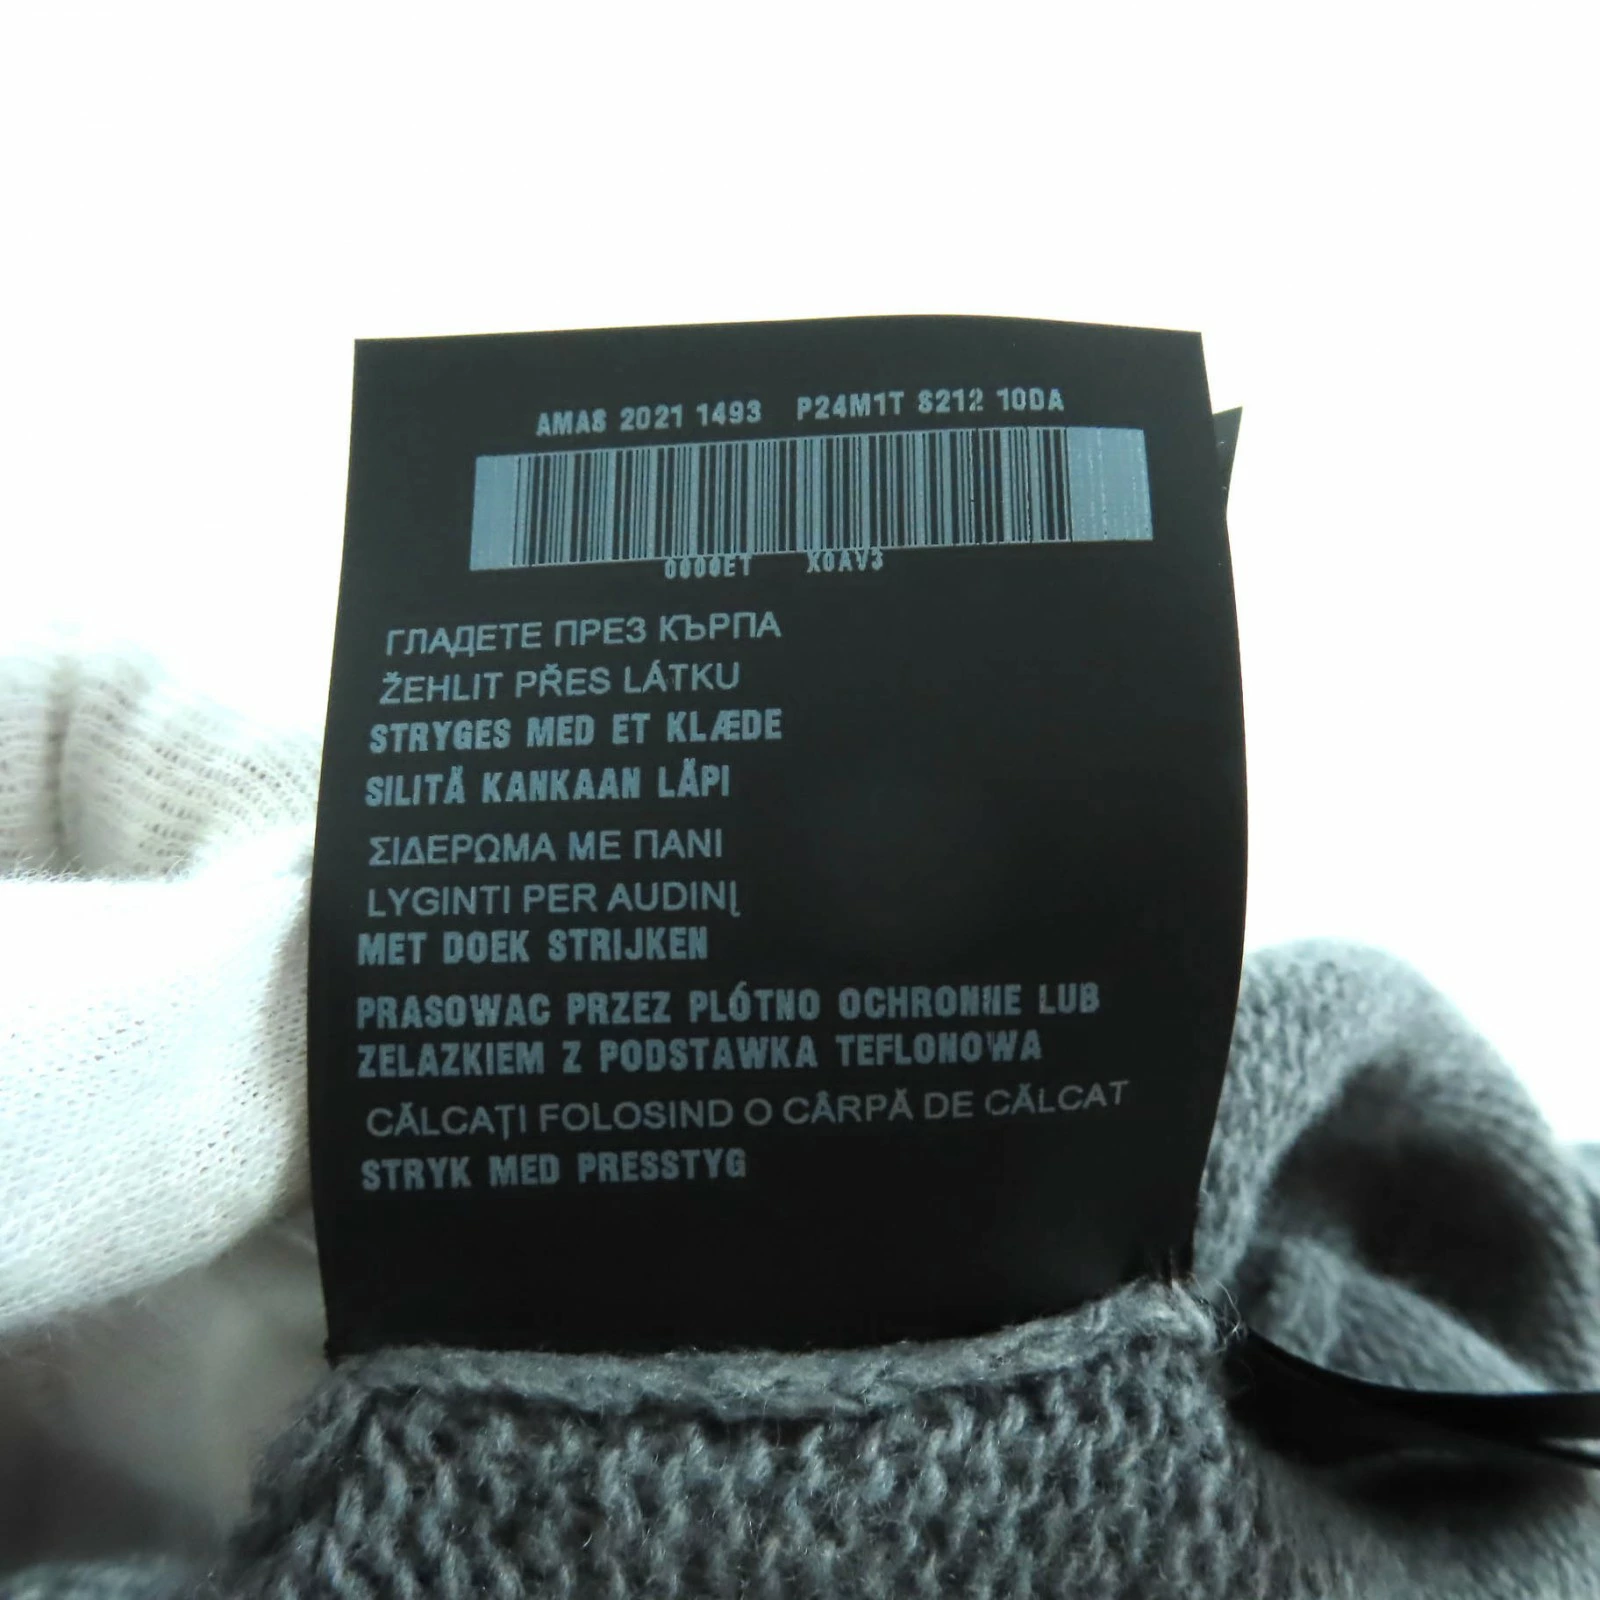 AMAS 2021 1493 P24M1T S212 10DA
0000ET X0AV3
ГЛАДЕТЕ ПРЕЗ КЪРПА
ŽEHLIT PŘES LÁTKU
STRYGES MED ET KLÆDE
SILITÄ KANKAAN LÄPI
ΣΙΔΕΡΩΜΑ ΜΕ ΠΑΝΙ
LYGINTI PER AUDINĮ
MET DOEK STRIJKEN
PRASOWAC PRZEZ PLÓTNO OCHRONNE LUB
ZELAZKIEM Z PODSTAWKA TEFLONOWA
CĂLCAȚI FOLOSIND O CÂRPĂ DE CĂLCAT
STRYK MED PRESSTYG